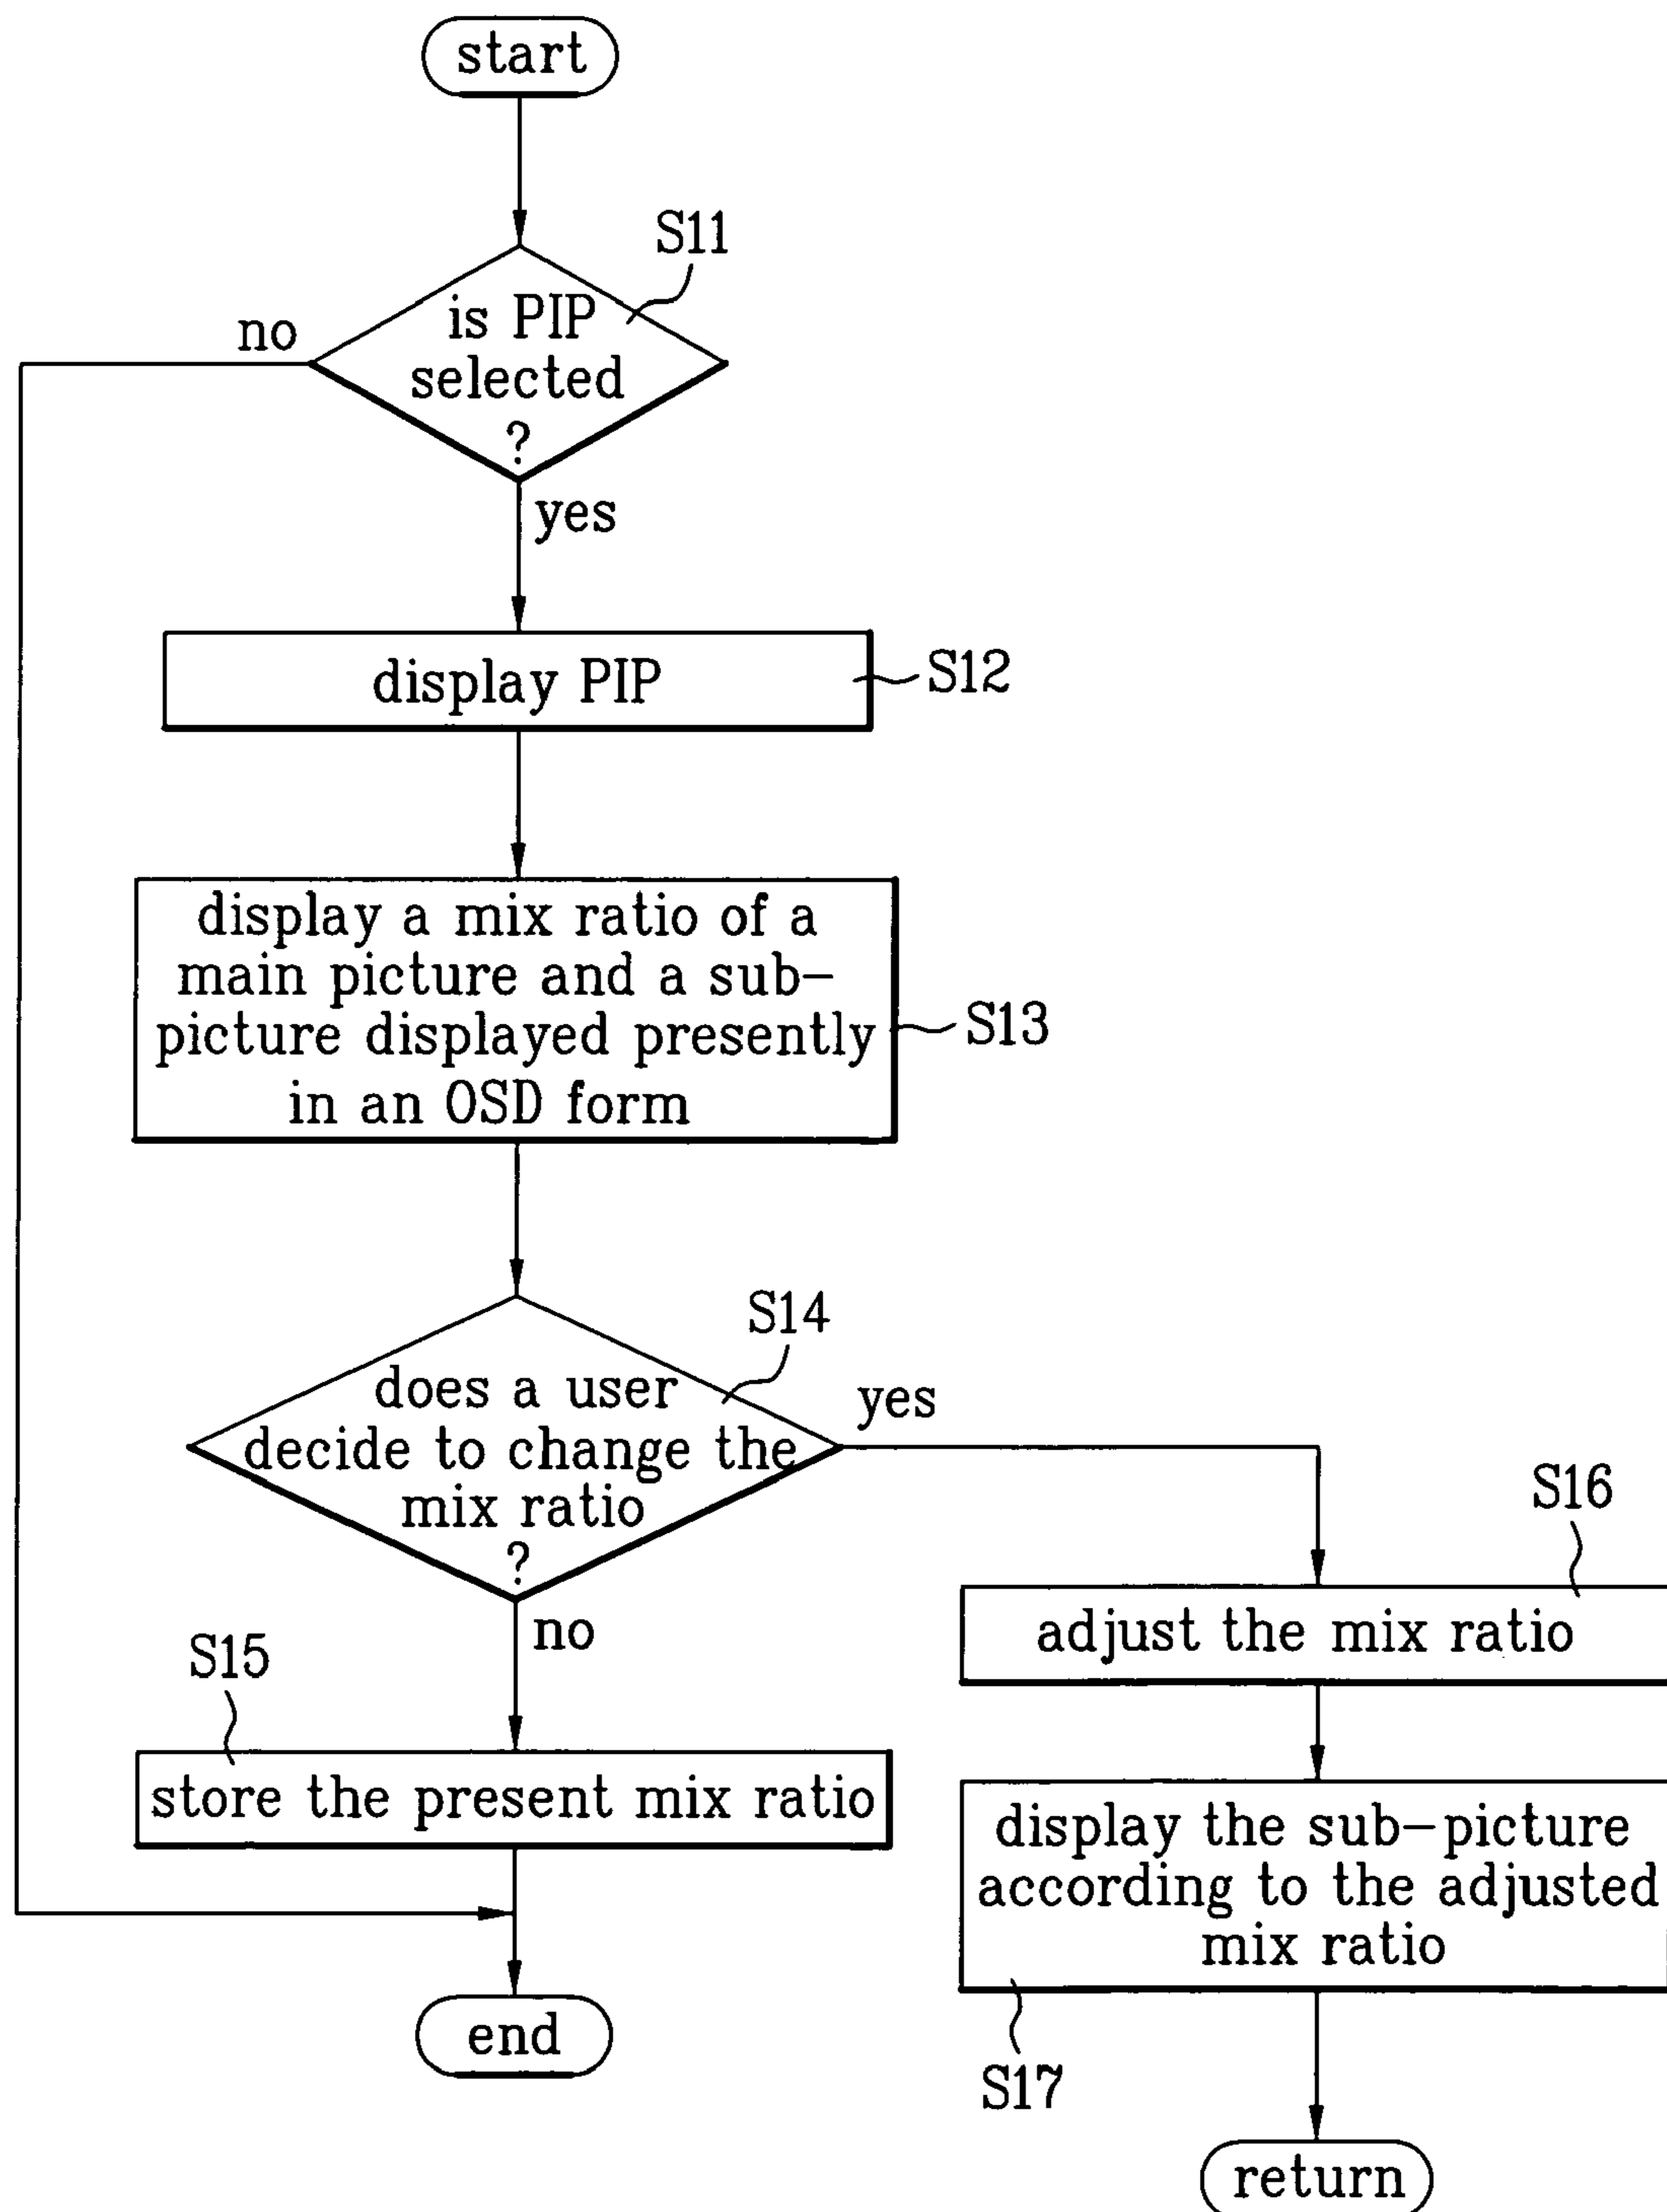 start
S11
is PIP
selected
?
no
yes
display PIP
S12
display a mix ratio of a
main picture and a sub-
picture displayed presently
in an OSD form
S13
S14
does a user
decide to change the
mix ratio
?
yes
no
S15
store the present mix ratio
end
S16
adjust the mix ratio
display the sub-picture
according to the adjusted
mix ratio
S17
return